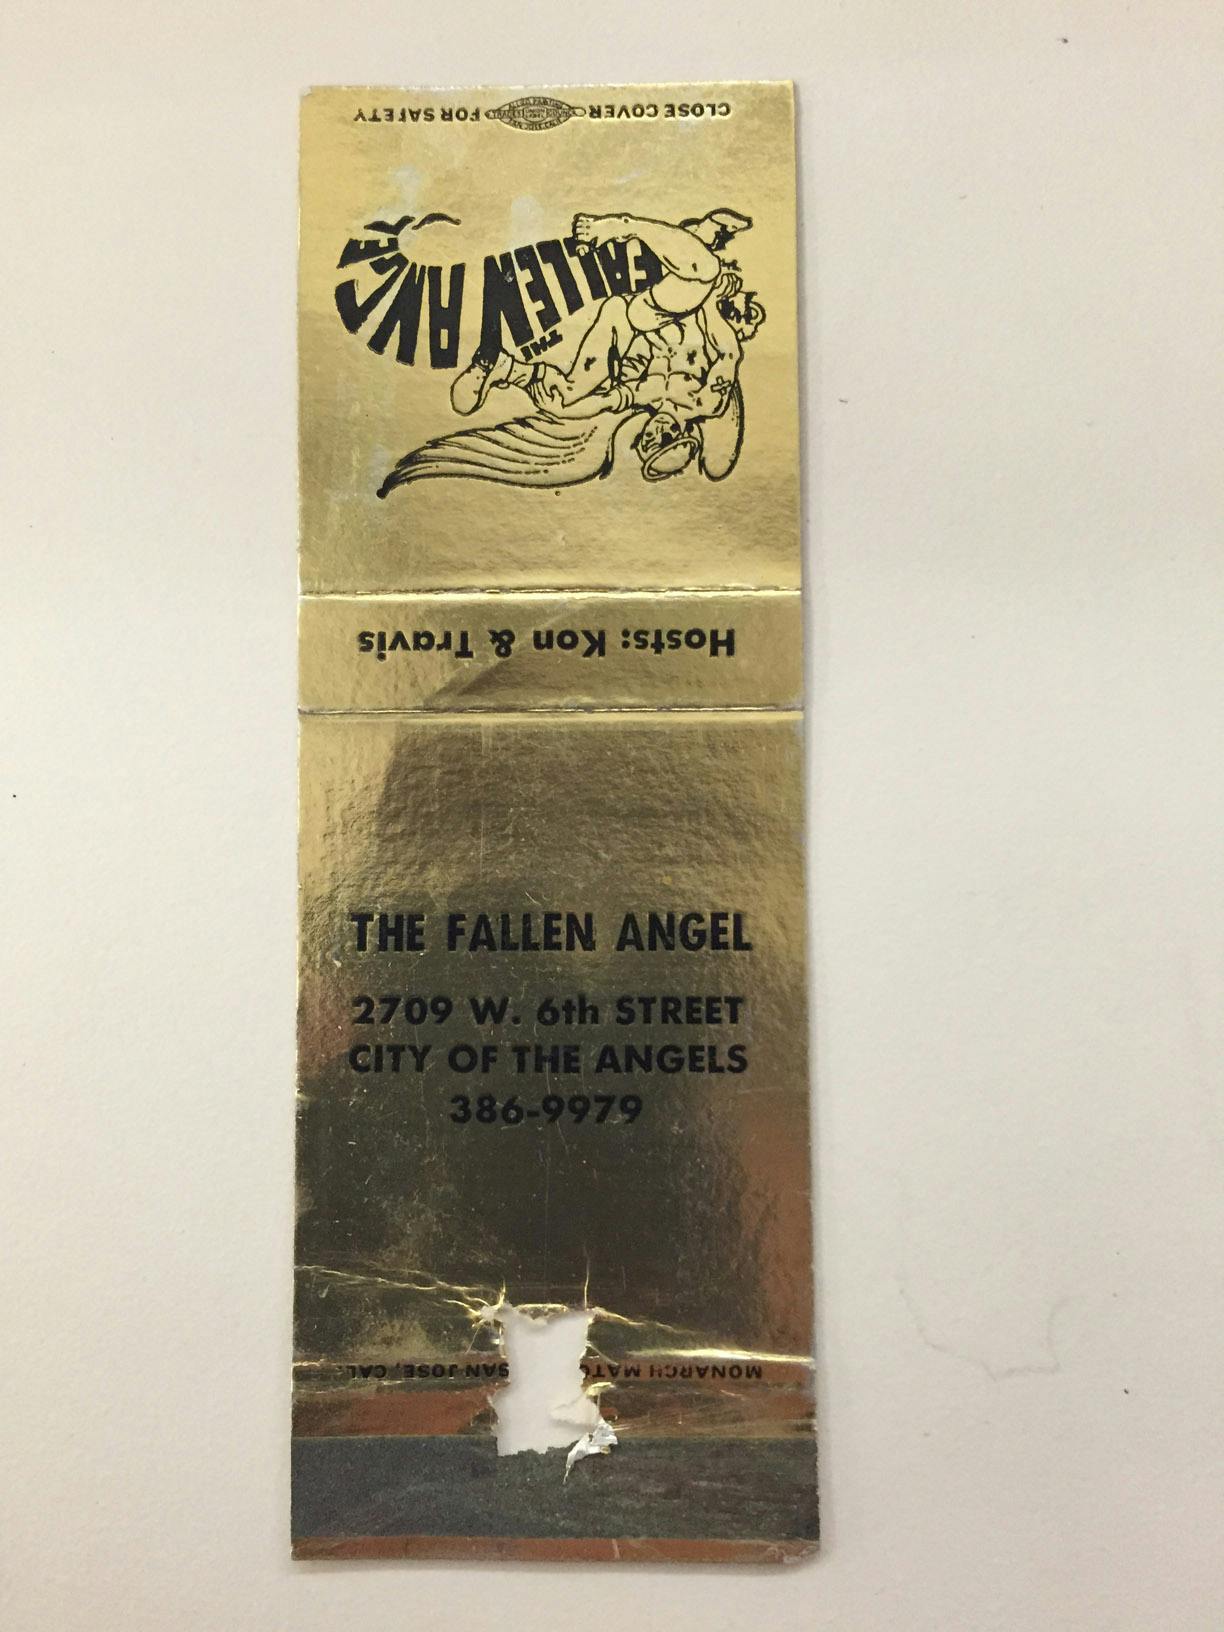 CLOSE COVER FOR SAFETY
THE
FALLEN ANGEL
Hosts: Kon & Travis
THE FALLEN ANGEL
2709 W. 6th STREET
CITY OF THE ANGELS
386-9979
MONARCH SAN JOSE, CAL.